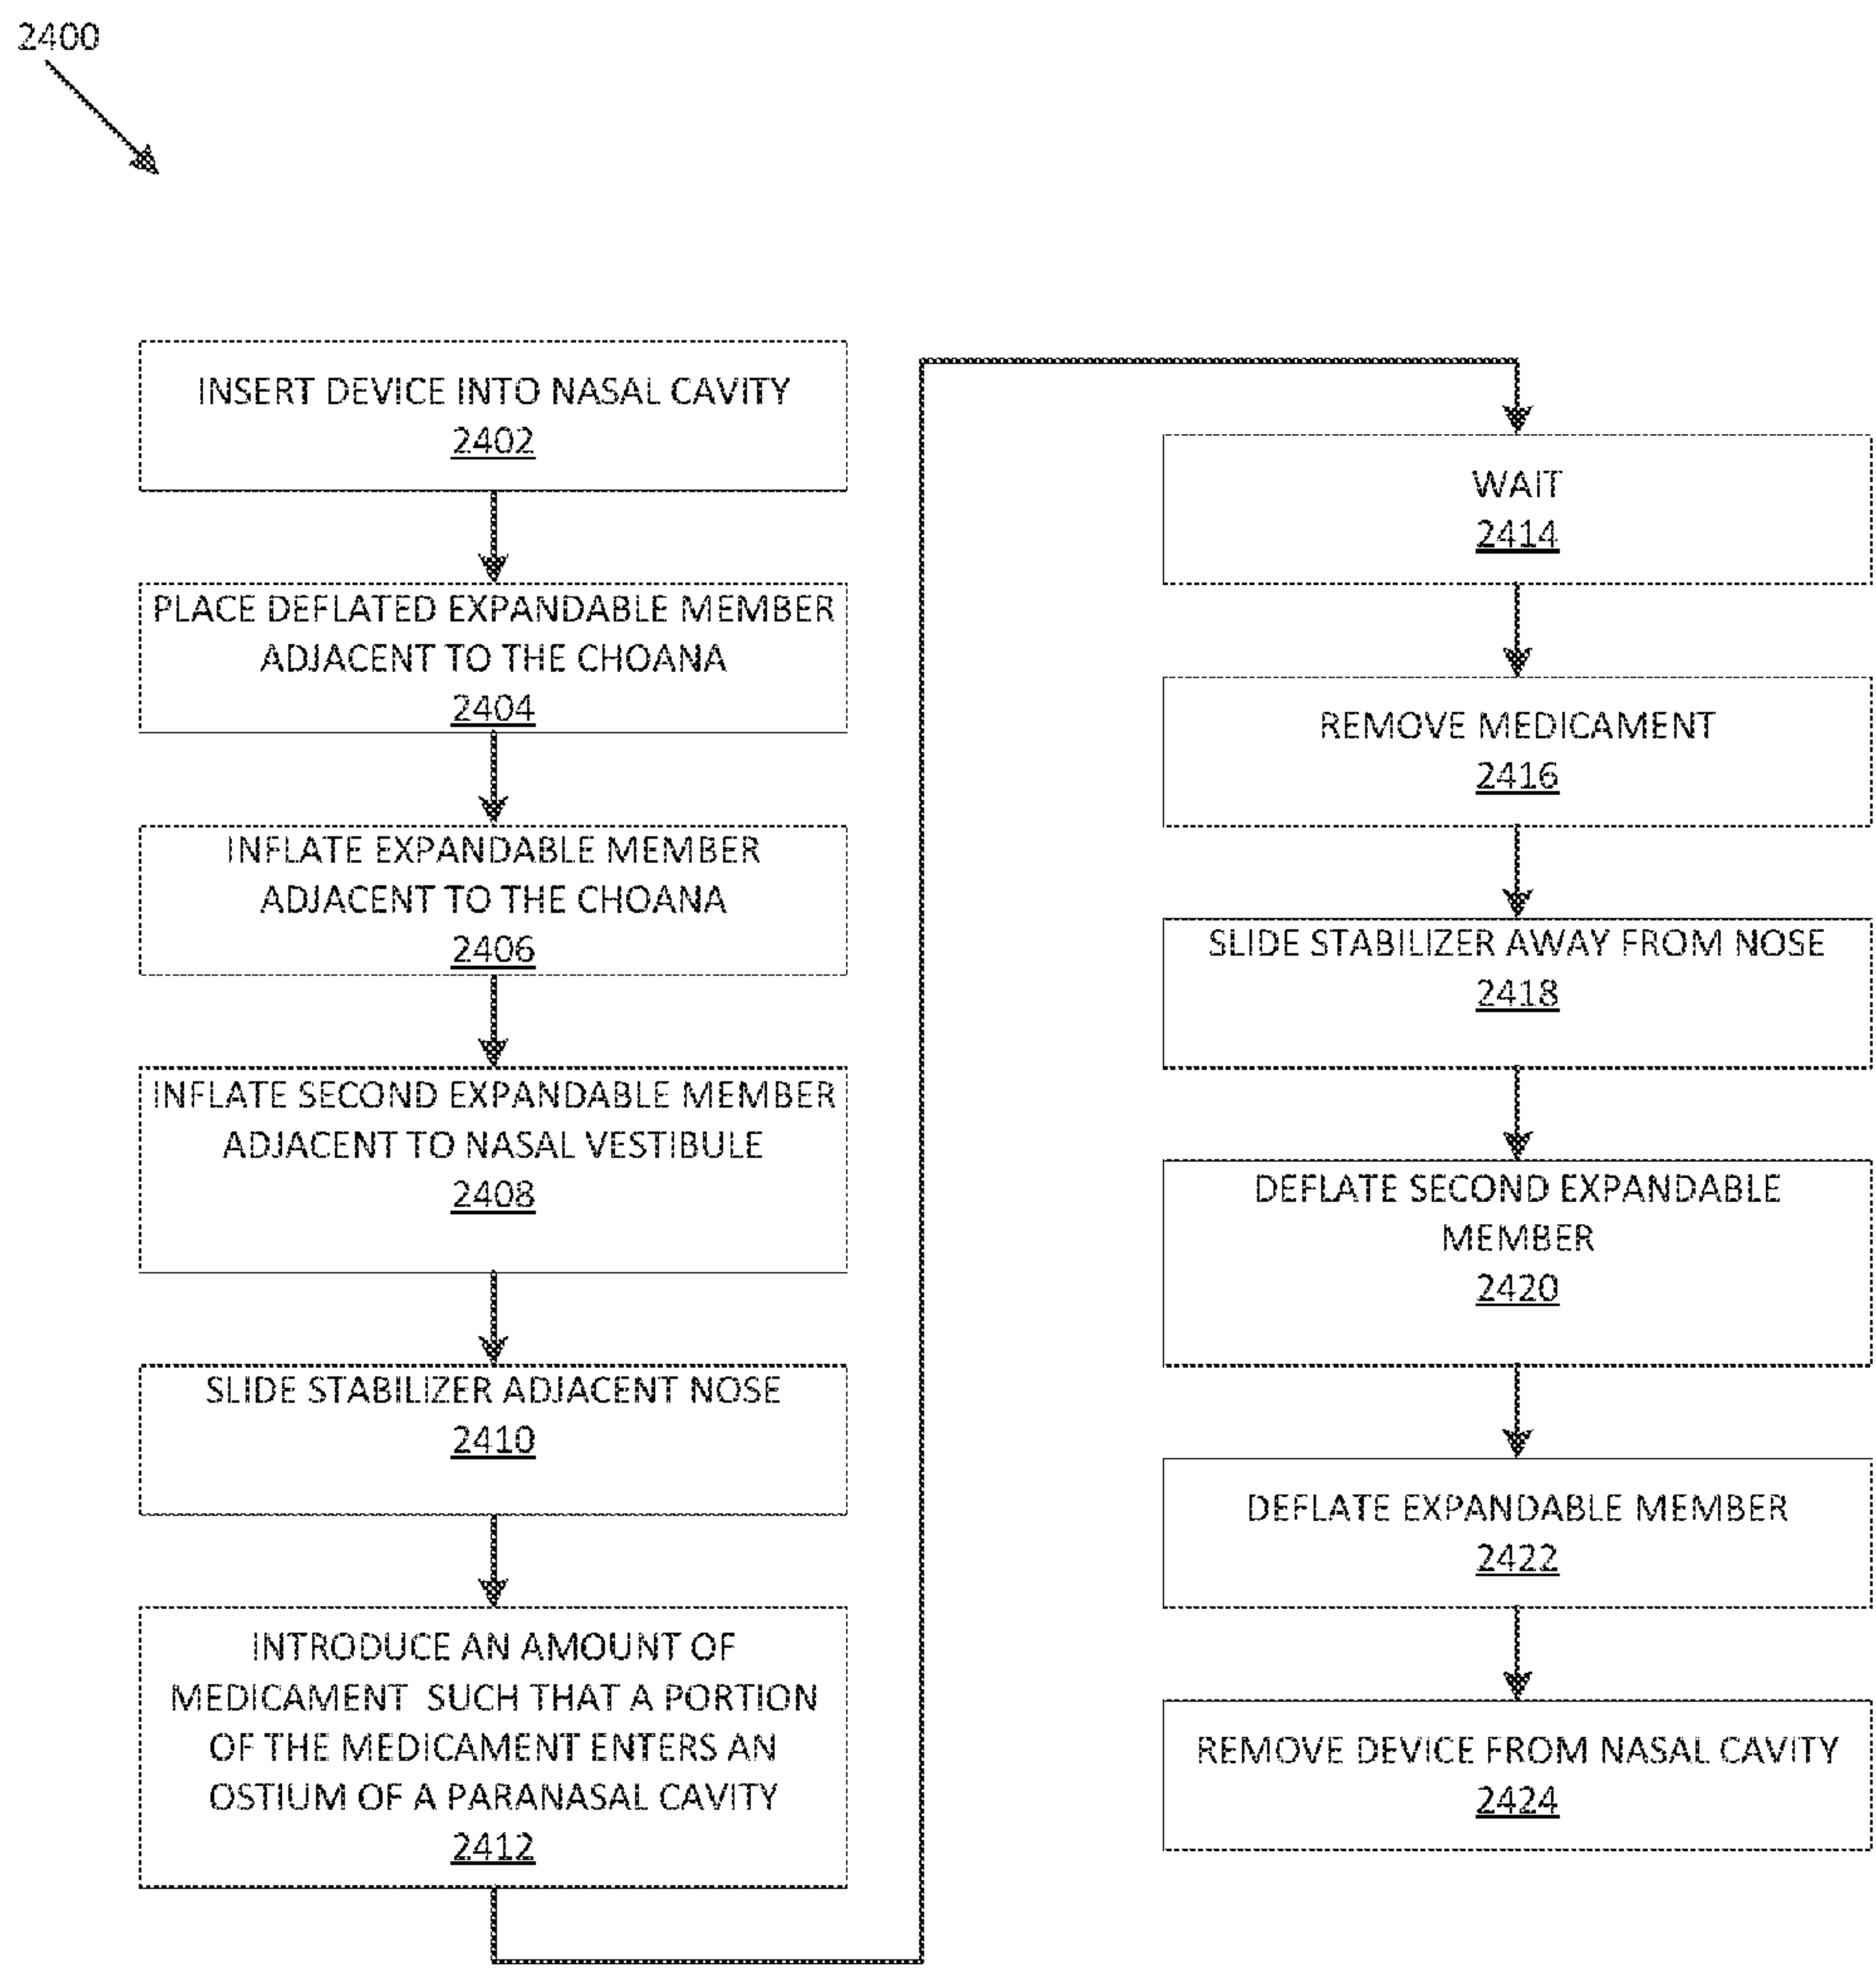 2400
INSERT DEVICE INTO NASAL CAVITY
2402
PLACE DEFLATED EXPANDABLE MEMBER
ADJACENT TO THE CHOANA
2404
INFLATE EXPANDABLE MEMBER
ADJACENT TO THE CHOANA
2406
INFLATE SECOND EXPANDABLE MEMBER
ADJACENT TO NASAL VESTIBULE
2408
SLIDE STABILIZER ADJACENT NOSE
2410
INTRODUCE AN AMOUNT OF
MEDICAMENT SUCH THAT A PORTION
OF THE MEDICAMENT ENTERS AN
OSTIUM OF A PARANASAL CAVITY
2412
WAIT
2414
REMOVE MEDICAMENT
2416
SLIDE STABILIZER AWAY FROM NOSE
2418
DEFLATE SECOND EXPANDABLE
MEMBER
2420
DEFLATE EXPANDABLE MEMBER
2422
REMOVE DEVICE FROM NASAL CAVITY
2424